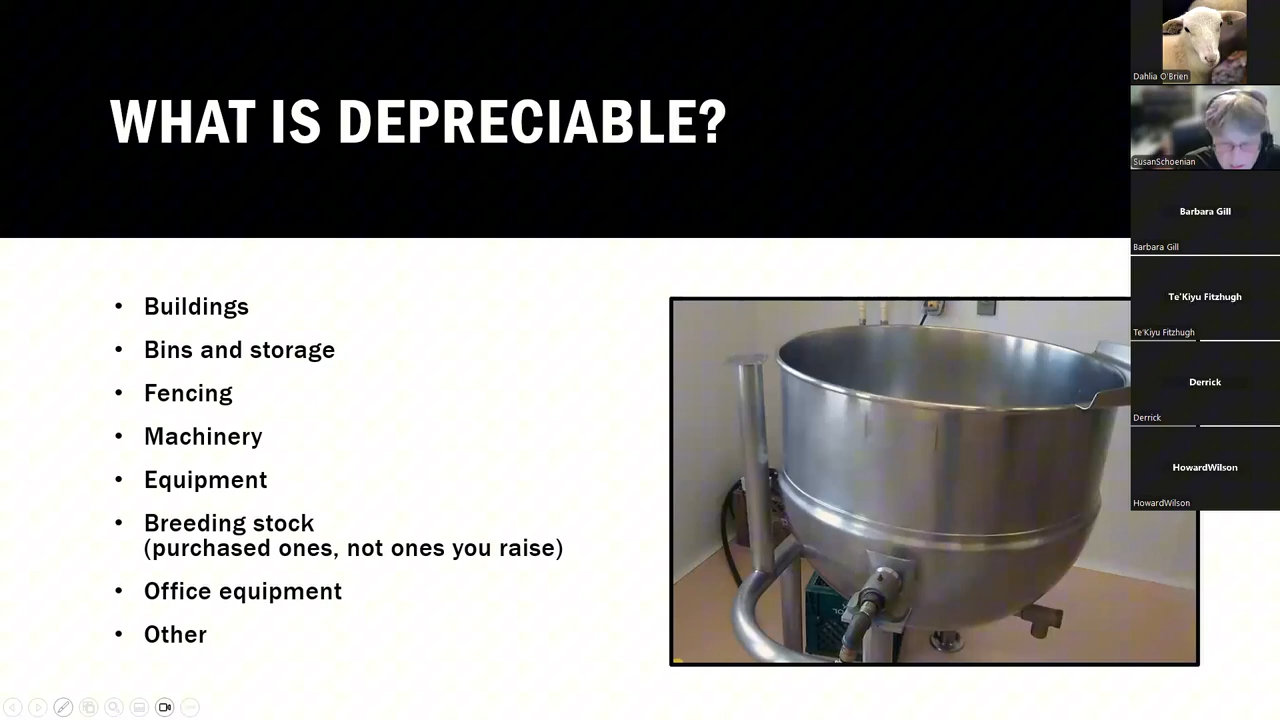 WHAT IS DEPRECIABLE?
• Buildings
• Bins and storage
• Fencing
• Machinery
• Equipment
• Breeding stock
(purchased ones, not ones you raise)
• Office equipment
• Other
Dahlia O'Brien
SusanSchoenian
Barbara Gill
Barbara Gill
Te'Kiyu Fitzhugh
Te'Kiyu Fitzhugh
Derrick
Derrick
HowardWilson
HowardWilson